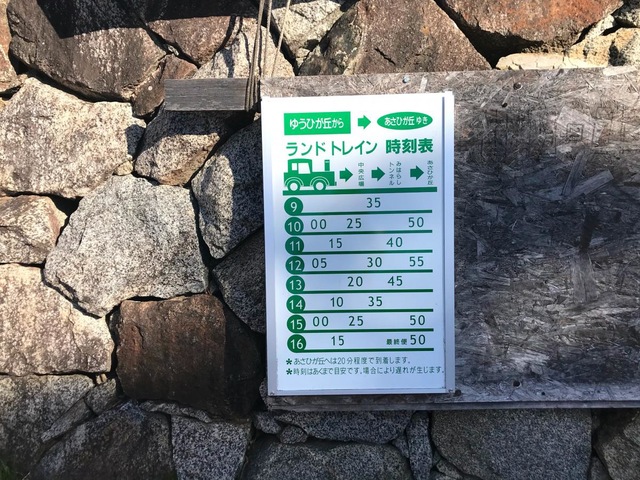 ゆうひが丘から あさひが丘 ゆき
ランド トレイン 時刻表
中央広場 みはらしトンネル あさひが丘
9 35
10 00 25 50
11 15 40
12 05 30 55
13 20 45
14 10 35
15 00 25 50
16 15 最終便 50
*あさひが丘へは20分程度で到着します。
*時刻はあくまで目安です。場合により遅れが生じます。